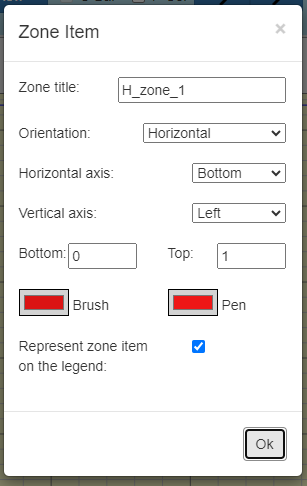 Zone Item ×
Zone title: H_zone_1
Orientation: Horizontal
Horizontal axis: Bottom
Vertical axis: Left
Bottom: 0 Top: 1
Brush Pen
Represent zone item
on the legend:
Ok